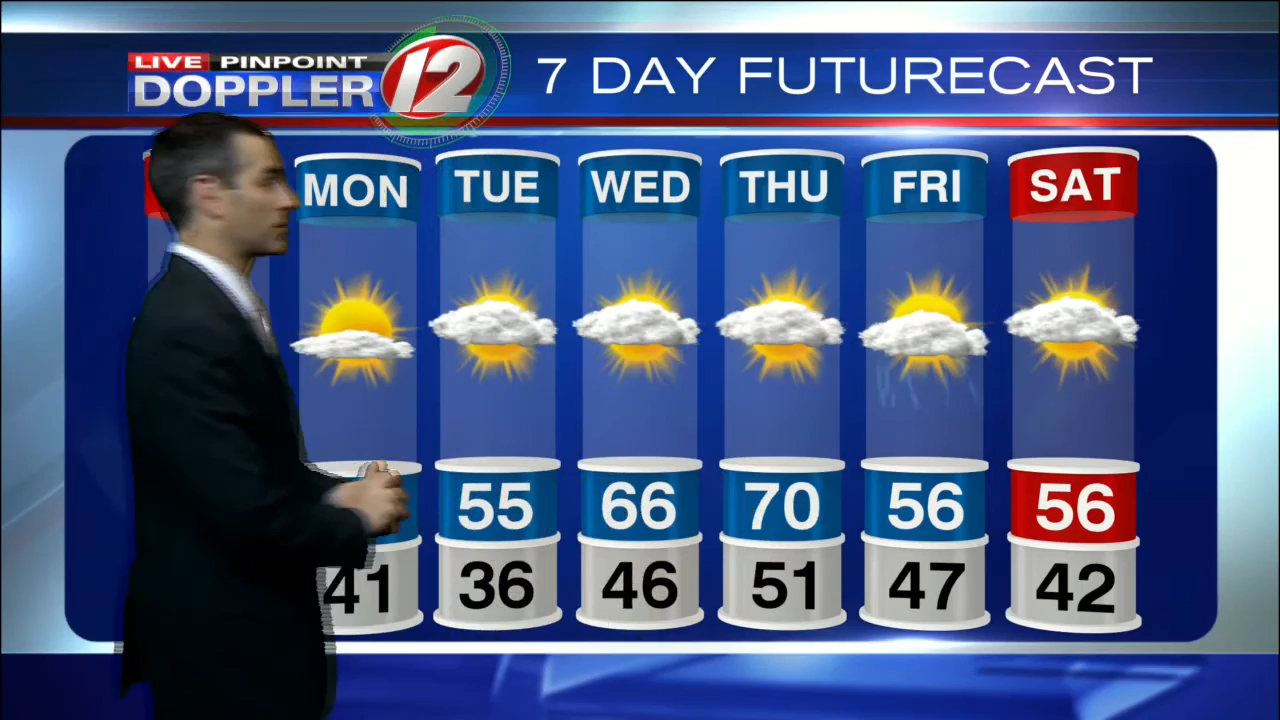 LIVE PINPOINT
DOPPLER 12
7 DAY FUTURECAST
MON TUE WED THU FRI SAT
55 66 70 56 56
41 36 46 51 47 42